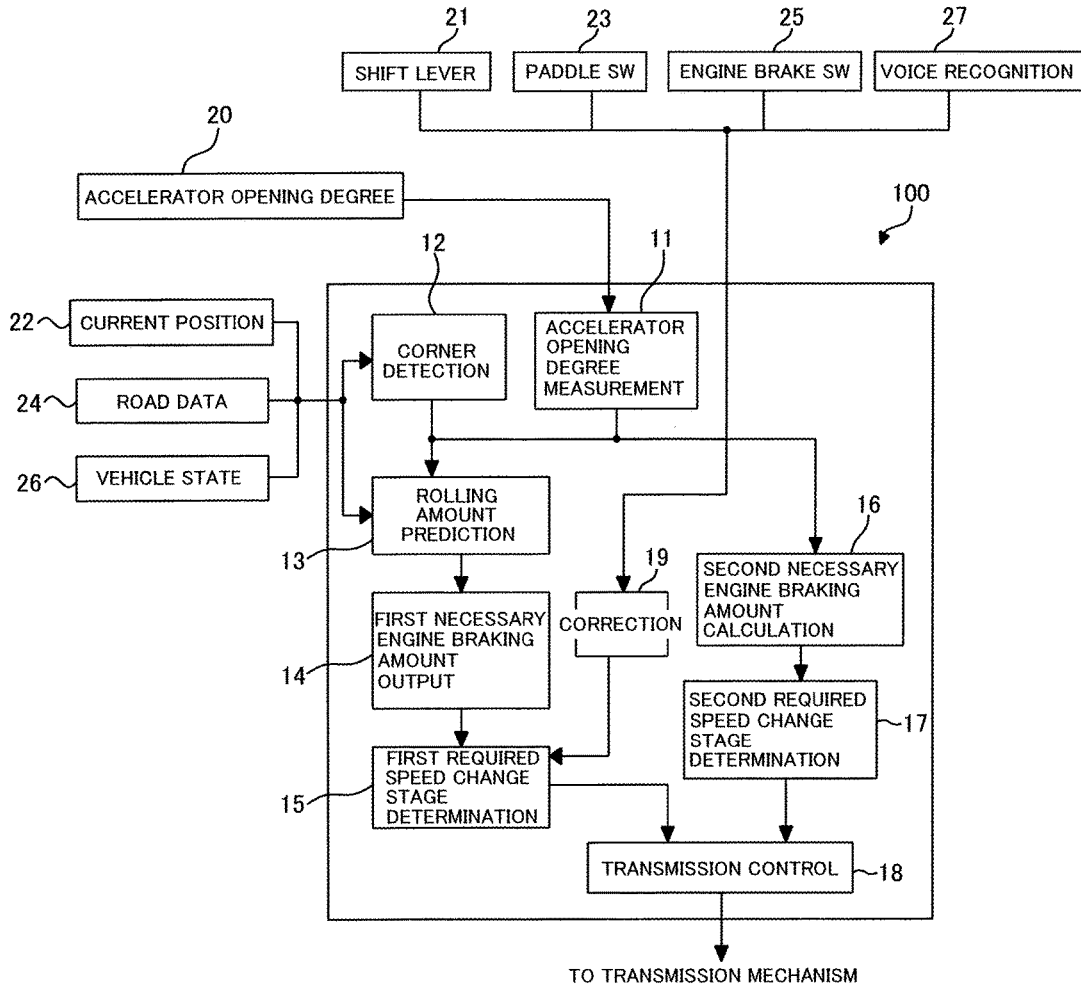 21
23
25
27
SHIFT LEVER
PADDLE SW
ENGINE BRAKE SW
VOICE RECOGNITION
20
ACCELERATOR OPENING DEGREE
100
12
11
22
CURRENT POSITION
24
ROAD DATA
26
VEHICLE STATE
CORNER
DETECTION
ACCELERATOR
OPENING
DEGREE
MEASUREMENT
ROLLING
AMOUNT
PREDICTION
13
16
19
FIRST NECESSARY
ENGINE BRAKING
AMOUNT
OUTPUT
14
CORRECTION
SECOND NECESSARY
ENGINE BRAKING
AMOUNT
CALCULATION
SECOND REQUIRED
SPEED CHANGE
STAGE
DETERMINATION
17
FIRST REQUIRED
SPEED CHANGE
STAGE
DETERMINATION
15
TRANSMISSION CONTROL
18
TO TRANSMISSION MECHANISM